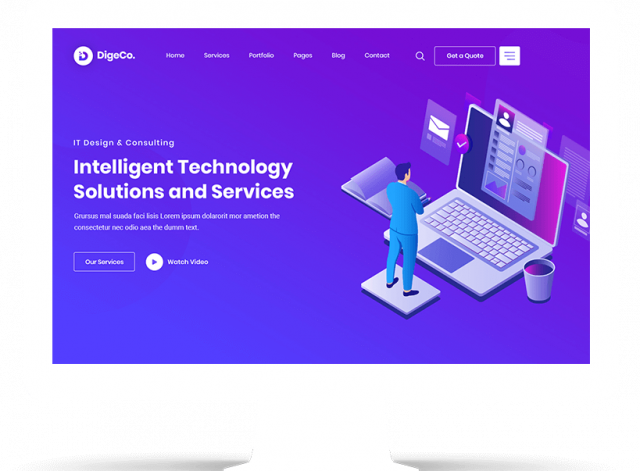 DigeCo.
Home Services Portfolio Pages Blog Contact
Get a Quote
IT Design & Consulting
Intelligent Technology
Solutions and Services
Grursus mal suada faci lisis Lorem ipsum dolarorit mor ametion the
consectetur nec odio aea the dumm text.
Our Services
Watch Video